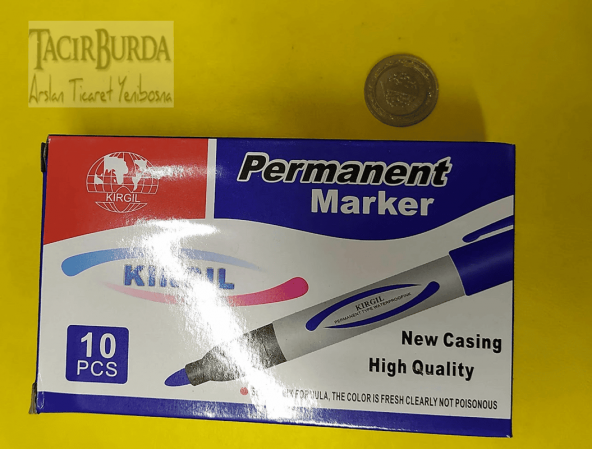 TACIRBURDA
Arslan Ticaret Yenibosna
KIRGIL
Permanent
Marker
KIRGIL
KIRGIL
PERMANENT TYPE WATERPROOF INK
10
PCS
New Casing
High Quality
FORMULA, THE COLOR IS FRESH CLEARLY NOT POISONOUS